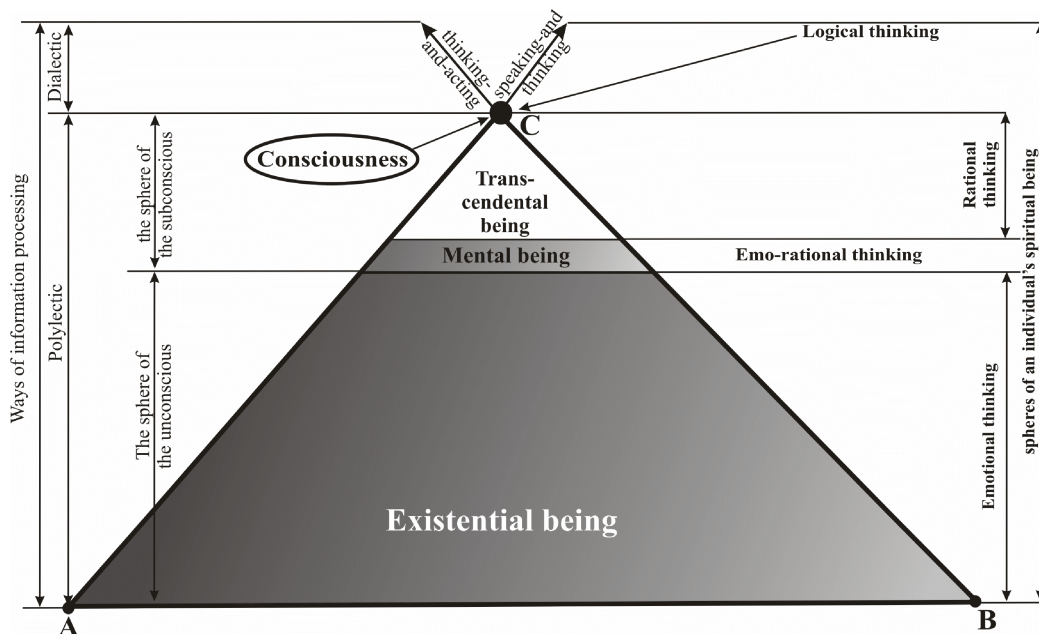 Ways of information processing
Dialectic
Polylectic
the sphere of
the subconscious
The sphere of
the unconscious
thinking-
and-acting
speaking-and
thinking
Logical thinking
C
Consciousness
Trans-
cendental
being
Mental being
Existential being
Rational
thinking
Emo-rational thinking
Emotional thinking
spheres of an individual's spiritual being
A
B